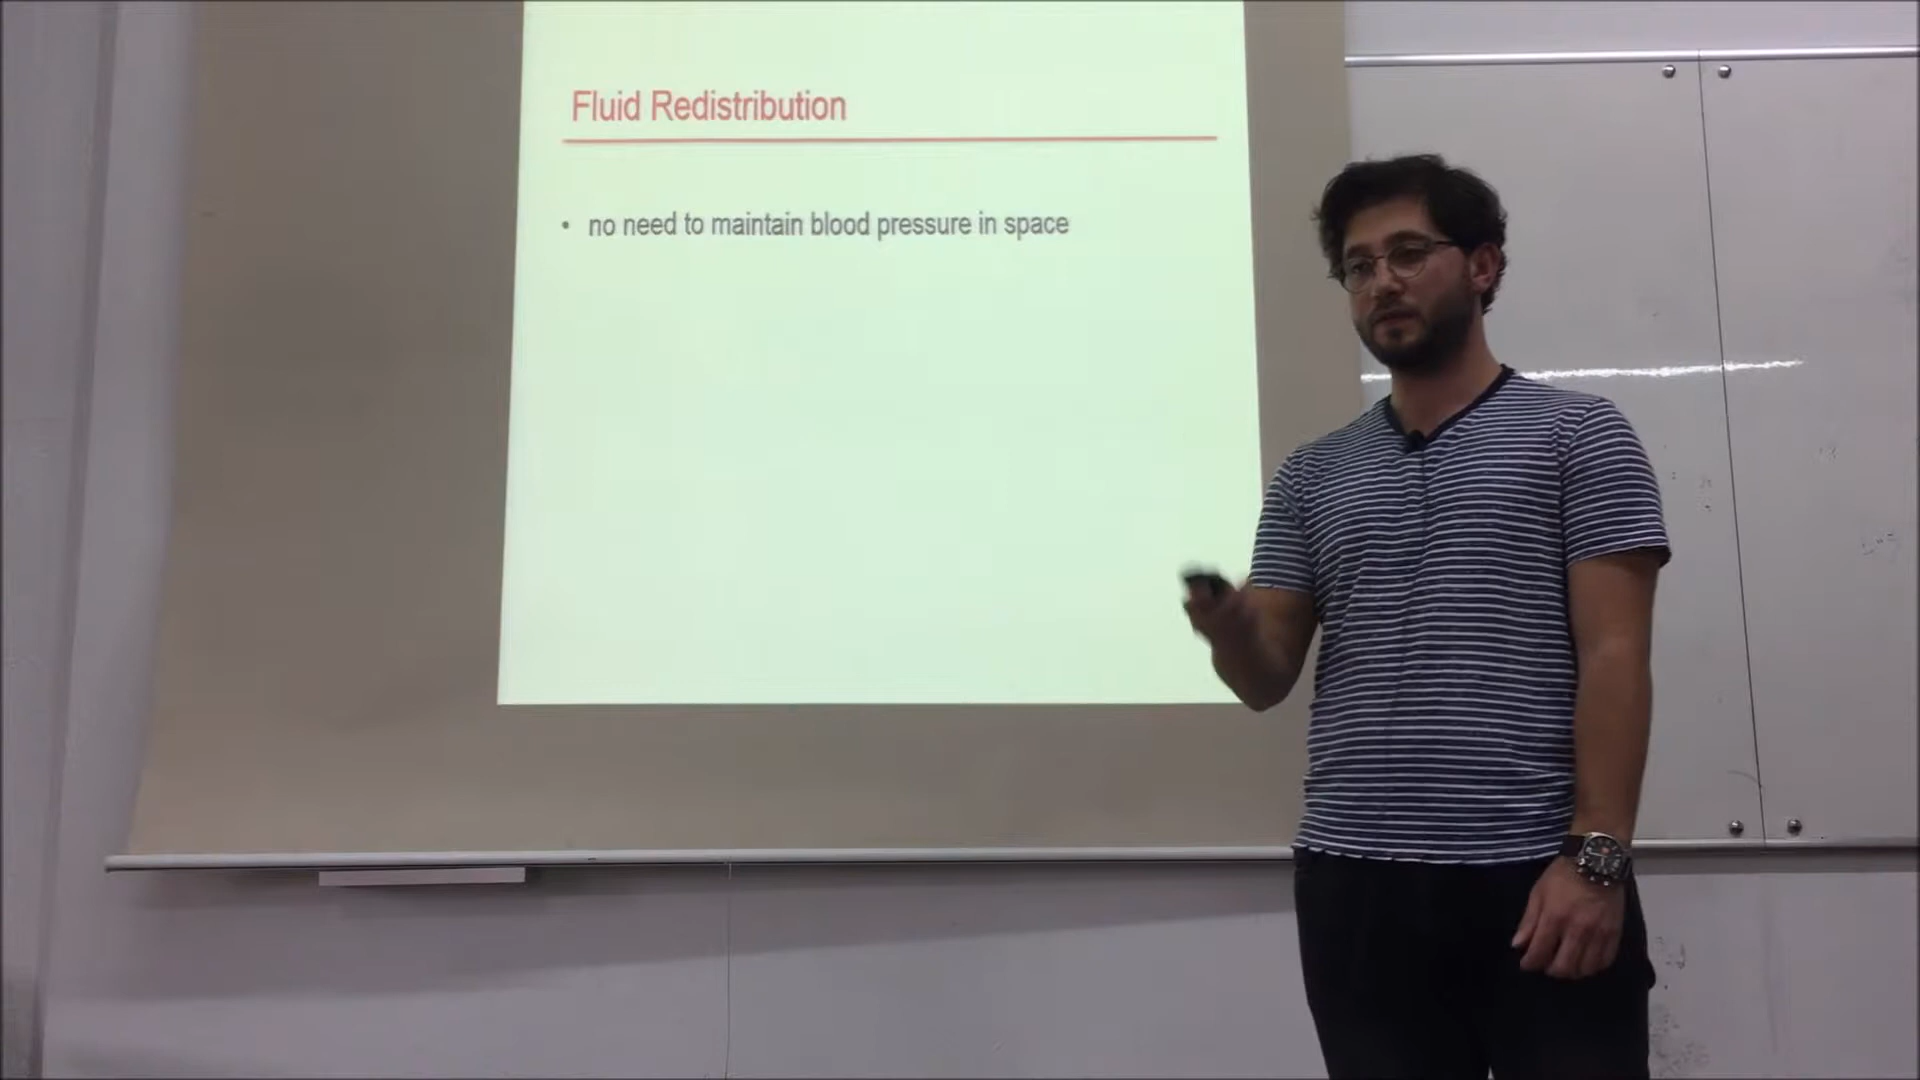 Fluid Redistribution
• no need to maintain blood pressure in space